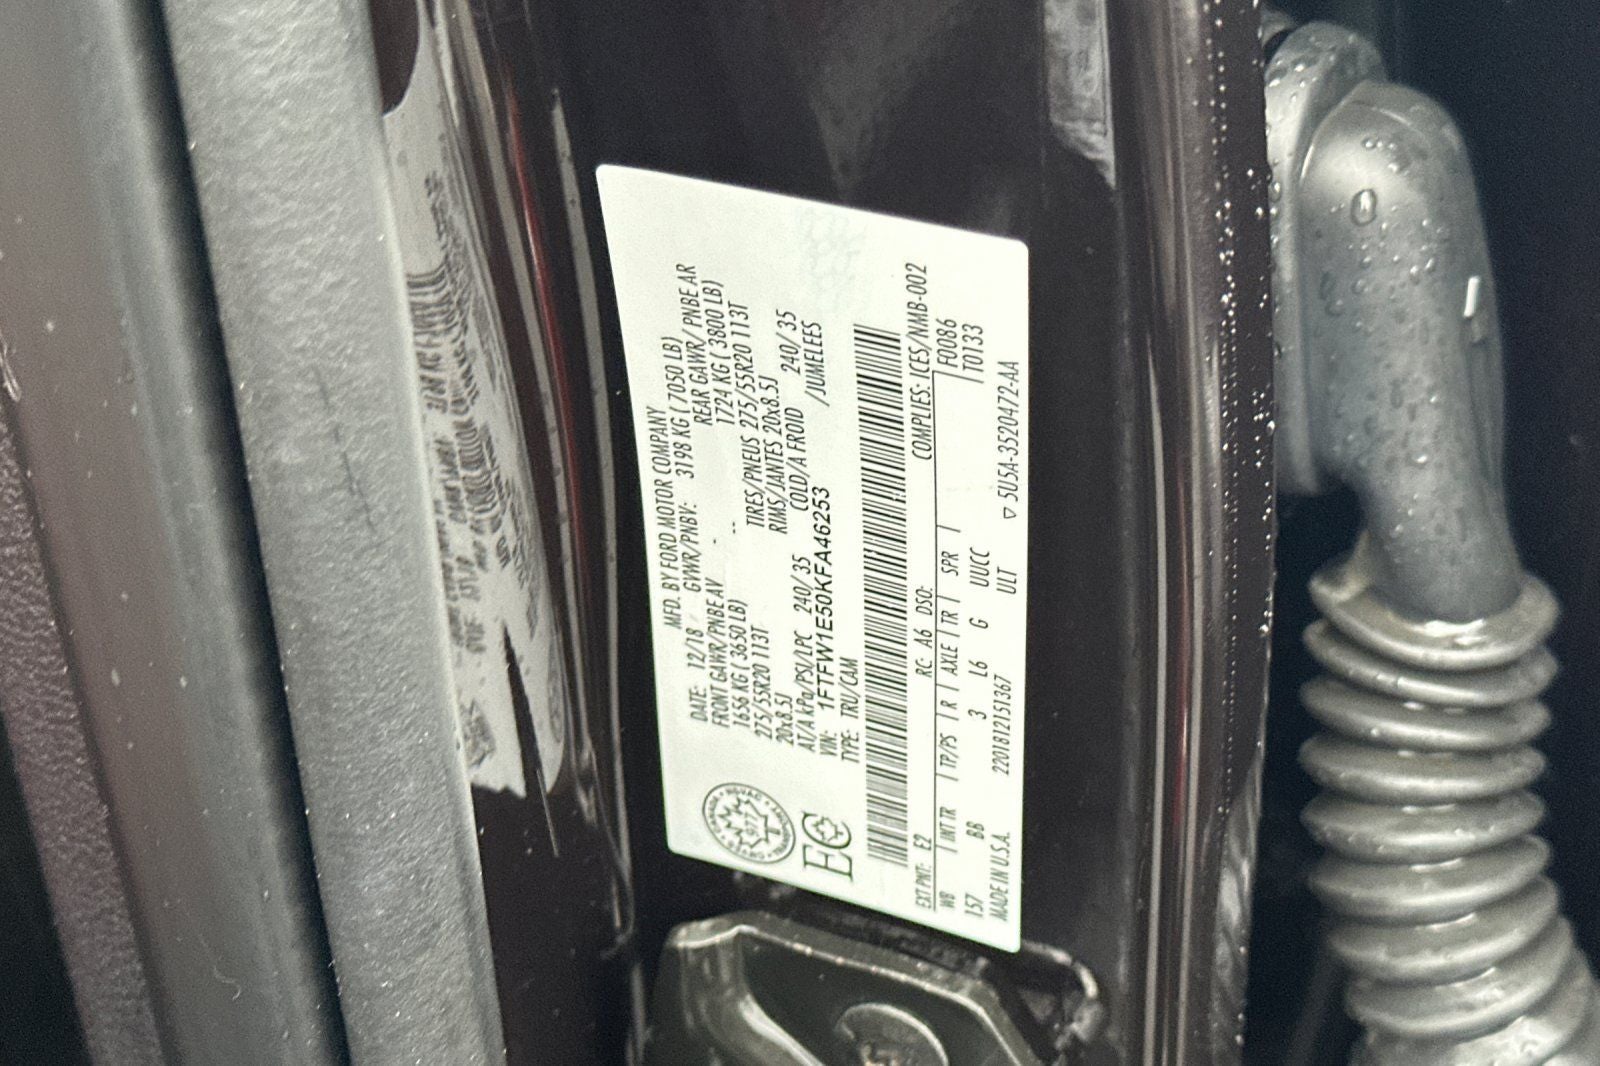 MFD. BY FORD MOTOR COMPANY
DATE: 12/18 GVWR/PNBV: 3198 KG ( 7050 LB)
FRONT GAWR/PNBE AV REAR GAWR/ PNBE AR
1656 KG ( 3650 LB) 1724 KG ( 3800 LB)
275/55R20 113T TIRES/PNEUS 275/55R20 113T
20x8.5J RIMS/JANTES 20x8.5J
AT/A kPa/PSI/LPC 240/35 COLD/A FROID 240/35
VIN: 1FTFW1E50KFA46253 /JUMELEES
TYPE: TRU/CAM
EC
EXT PNT: E2 RC: A6 DSO: COMPLIES: ICES/NMB-002
WB | INT TR | TP/PS | R | AXLE | TR | SPR | F0086
157 BB 3 L6 G UUCC T0133
MADE IN U.S.A. 2201812151367 ULT ▽ 5U5A-3520472-AA